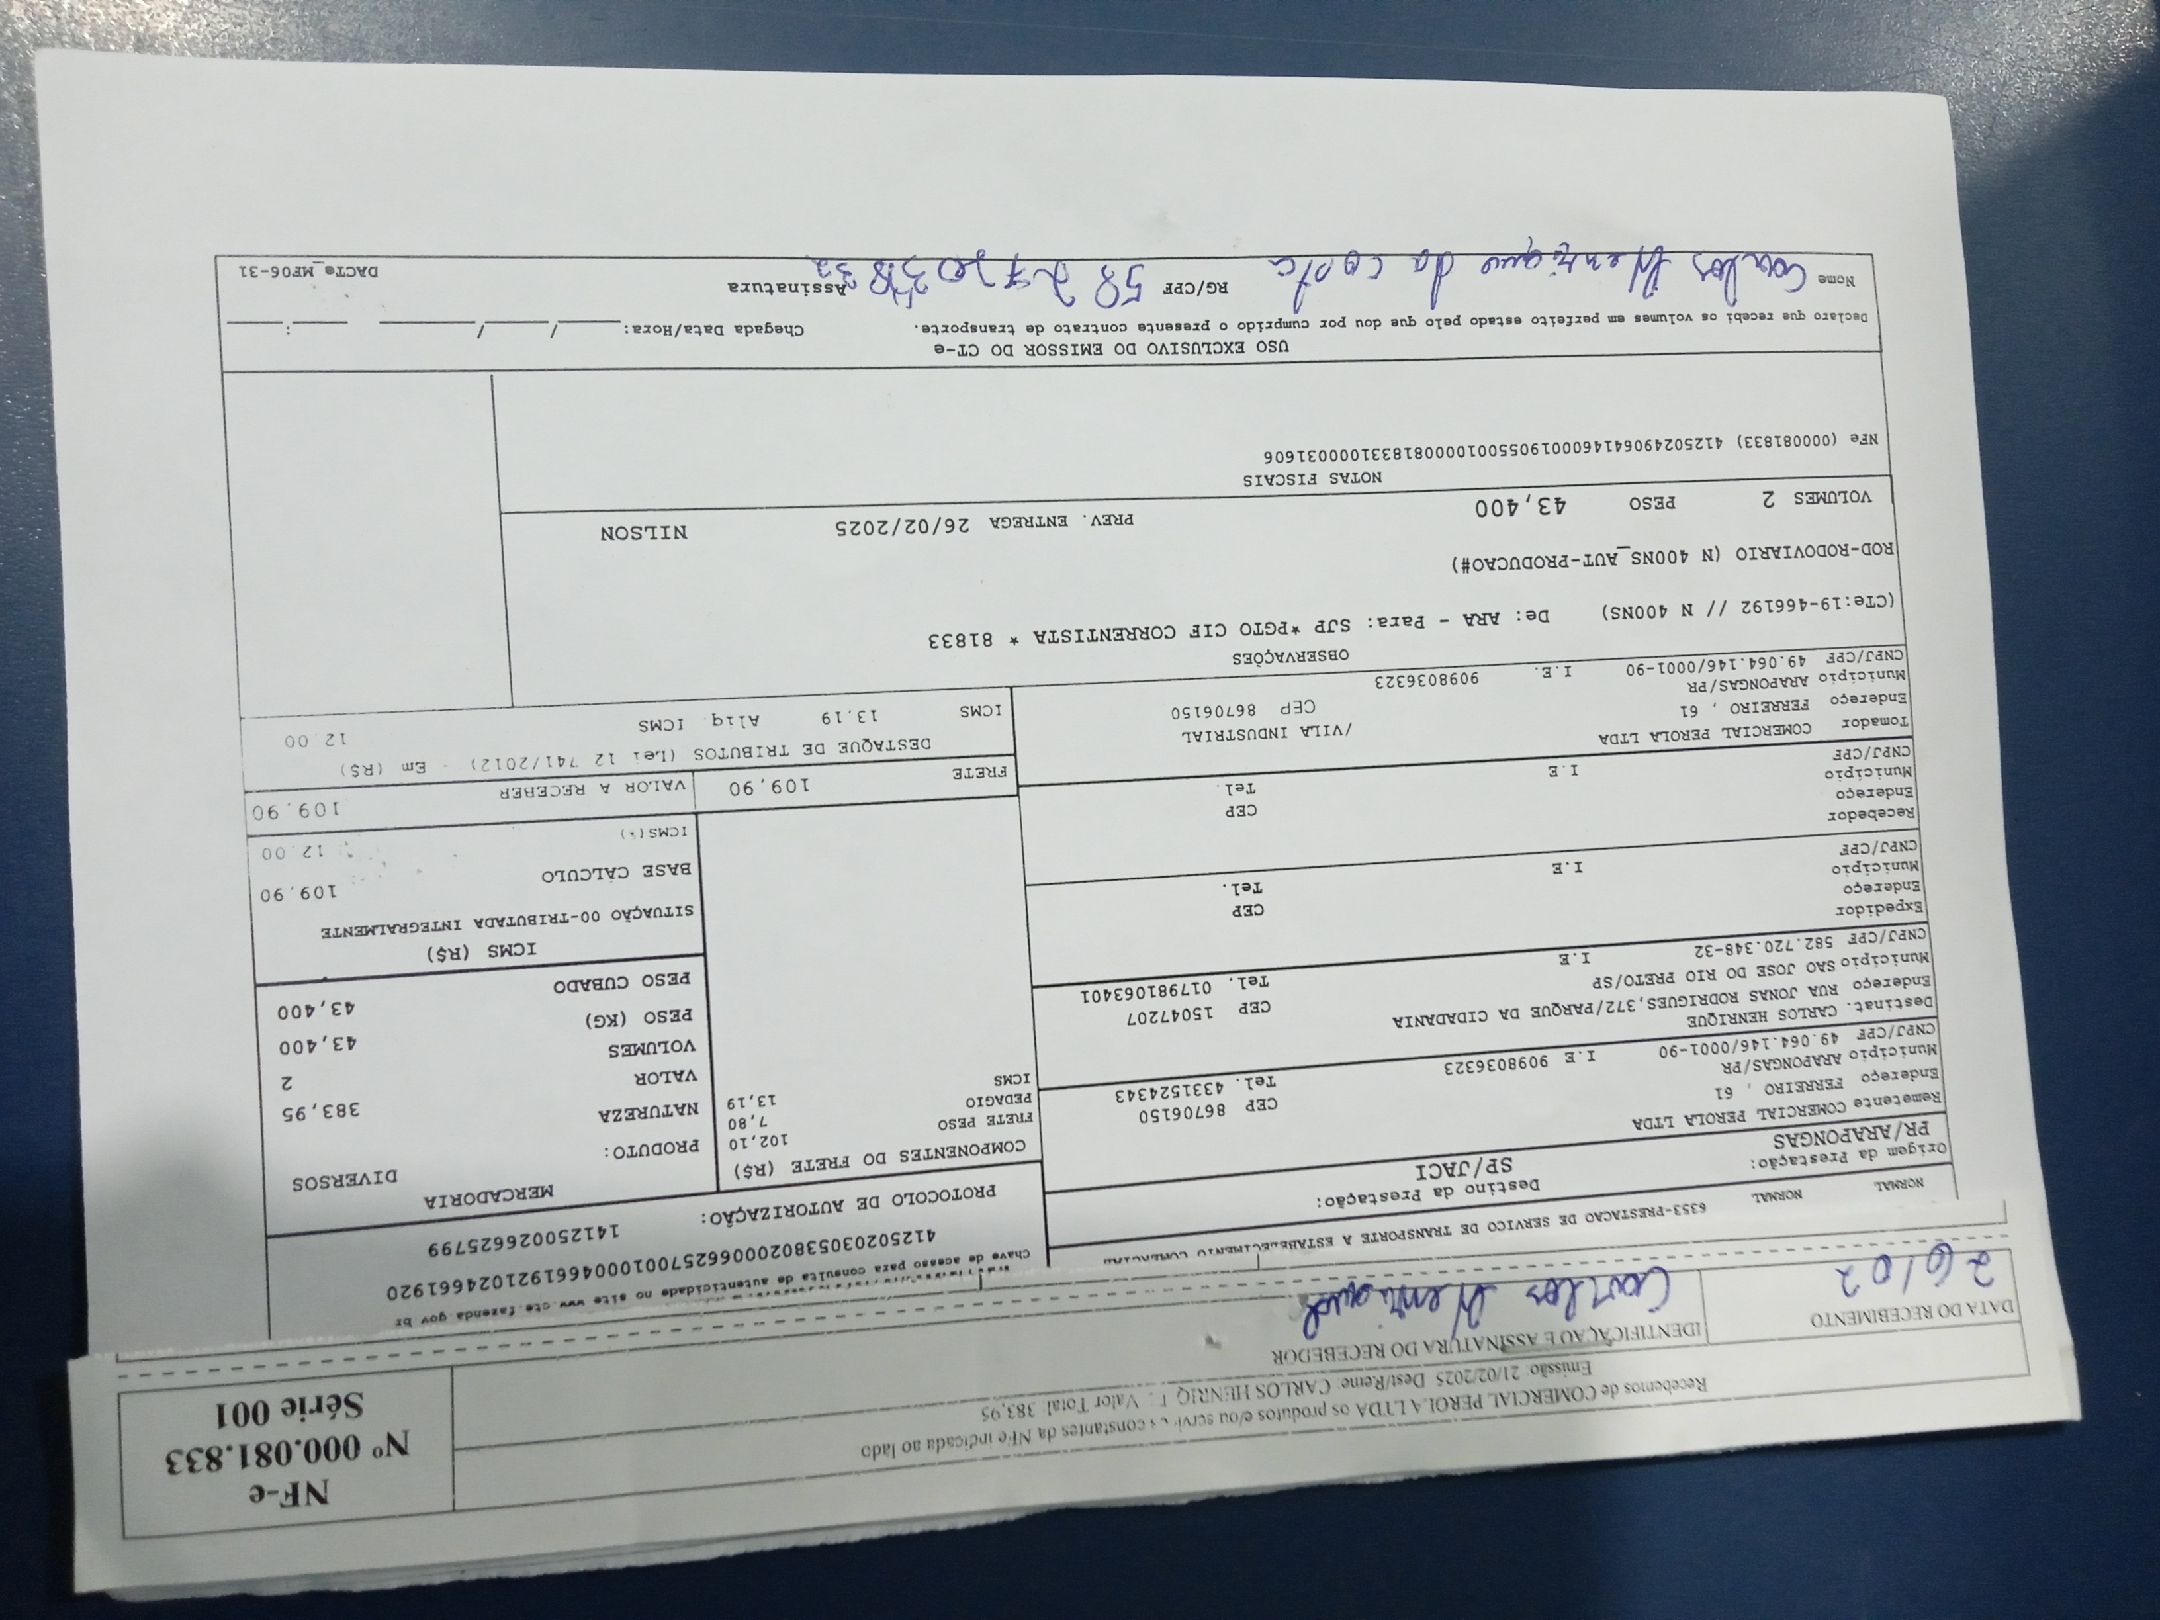 NF-e
Nº 000.081.833
Série 001
Recebemos de COMERCIAL PEROLA LTDA os produtos e/ou constantes da NFe indicada ao lado
Emissão: 21/02/2025 Dest/Reme: CARLOS HENRIQ Valor Total: 383,95
DATA DO RECEBIMENTO
IDENTIFICAÇÃO E ASSINATURA DO RECEBEDOR
26/02
Carlos Henrique
Chave de acesso para consulta de autenticidade no site www.cte.fazenda.gov.br
41250203053802000662570010004661921024661920
NORMAL NORMAL 6353-PRESTACAO DE SERVICO DE TRANSPORTE A ESTABELECIMENTO COMERCIAL
PROTOCOLO DE AUTORIZAÇÃO: 141250026625799
Origem da Prestação:
PR/ARAPONGAS
Destino da Prestação:
SP/JACI
Remetente COMERCIAL PEROLA LTDA
Endereço FERREIRO , 61 CEP 86706150
Município ARAPONGAS/PR Tel. 4331524343
CNPJ/CPF 49.064.146/0001-90 I.E 9098036323
Destinat. CARLOS HENRIQUE
Endereço RUA JONAS RODRIGUES,372/PARQUE DA CIDADANIA CEP 15047207
Município SAO JOSE DO RIO PRETO/SP Tel. 017981063401
CNPJ/CPF 582.720.348-32 I.E
Expedidor
Endereço CEP
Município Tel.
CNPJ/CPF I.E
Recebedor
Endereço CEP
Município Tel.
CNPJ/CPF I.E
Tomador COMERCIAL PEROLA LTDA
Endereço FERREIRO , 61 /VILA INDUSTRIAL
Município ARAPONGAS/PR CEP 86706150
CNPJ/CPF 49.064.146/0001-90 I.E. 9098036323
COMPONENTES DO FRETE (R$)
FRETE PESO 102,10
PEDAGIO 7,80
ICMS 13,19
MERCADORIA
PRODUTO: DIVERSOS
NATUREZA
VALOR 383,95
VOLUMES 2
PESO (KG) 43,400
PESO CUBADO 43,400
ICMS (R$)
SITUAÇÃO 00-TRIBUTADA INTEGRALMENTE
BASE CÁLCULO 109.90
ICMS(%) 12.00
FRETE 109,90 VALOR A RECEBER 109.90
DESTAQUE DE TRIBUTOS (Lei 12 741/2012) - Em (R$)
ICMS 13.19 Aliq. ICMS 12.00
OBSERVAÇÕES
(CTe:19-466192 // N 400NS) De: ARA - Para: SJP *PGTO CIF CORRENTISTA * 81833
ROD-RODOVIARIO (N 400NS_AUT-PRODUCAO#)
VOLUMES 2 PESO 43,400 PREV. ENTREGA 26/02/2025 NILSON
NOTAS FISCAIS
NFe (000081833) 41250249064146000190550010000818331000031606
USO EXCLUSIVO DO EMISSOR DO CT-e
Declaro que recebi os volumes em perfeito estado pelo que dou por cumprido o presente contrato de transporte. Chegada Data/Hora: ___/___/___ ___:___
Nome Carlos Henrique da costa RG/CPF 58272034832 Assinatura DACTe_MF06-31